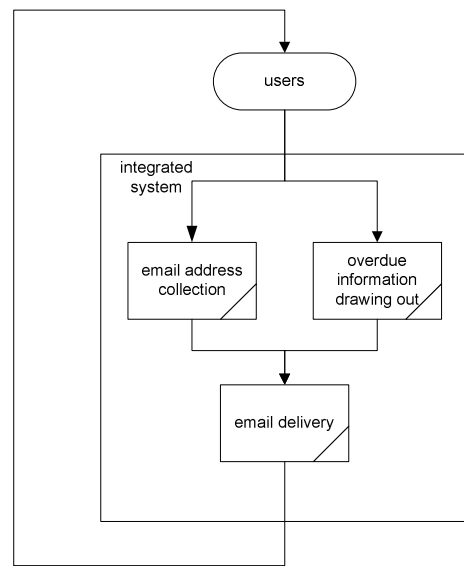 users
integrated
system
email address
collection
overdue
information
drawing out
email delivery